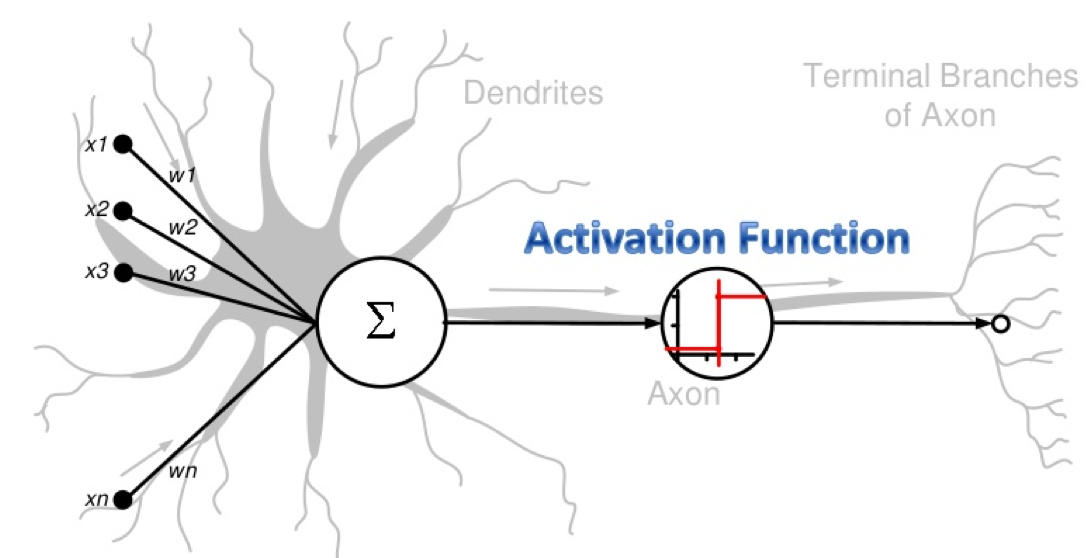 Dendrites
Terminal Branches
of Axon
x1
w1
x2
w2
x3
w3
Activation Function
Σ
Axon
wn
xn